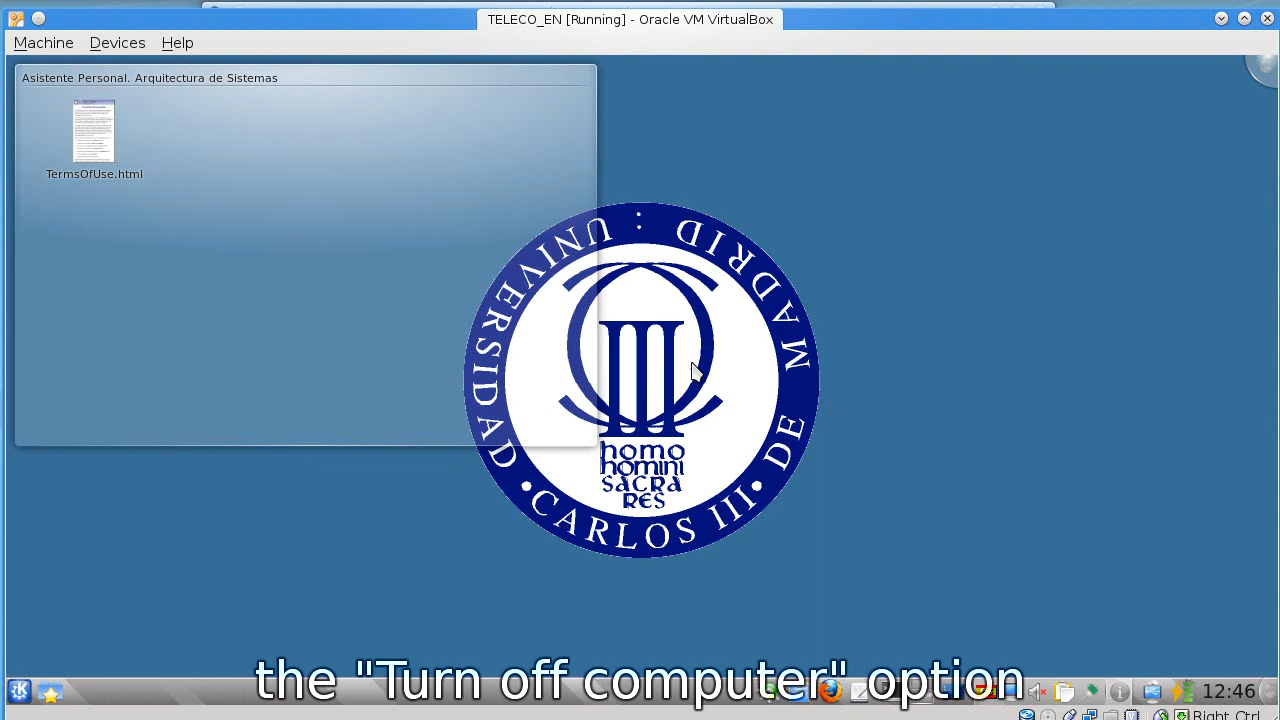 TELECO_EN [Running] - Oracle VM VirtualBox
Machine Devices Help
Asistente Personal. Arquitectura de Sistemas
TermsOfUse.html
UNIVERSIDAD · CARLOS III · DE MADRID :
homo
homini
SACRA
RES
the "Turn off computer" option
12:46
Right Ctrl